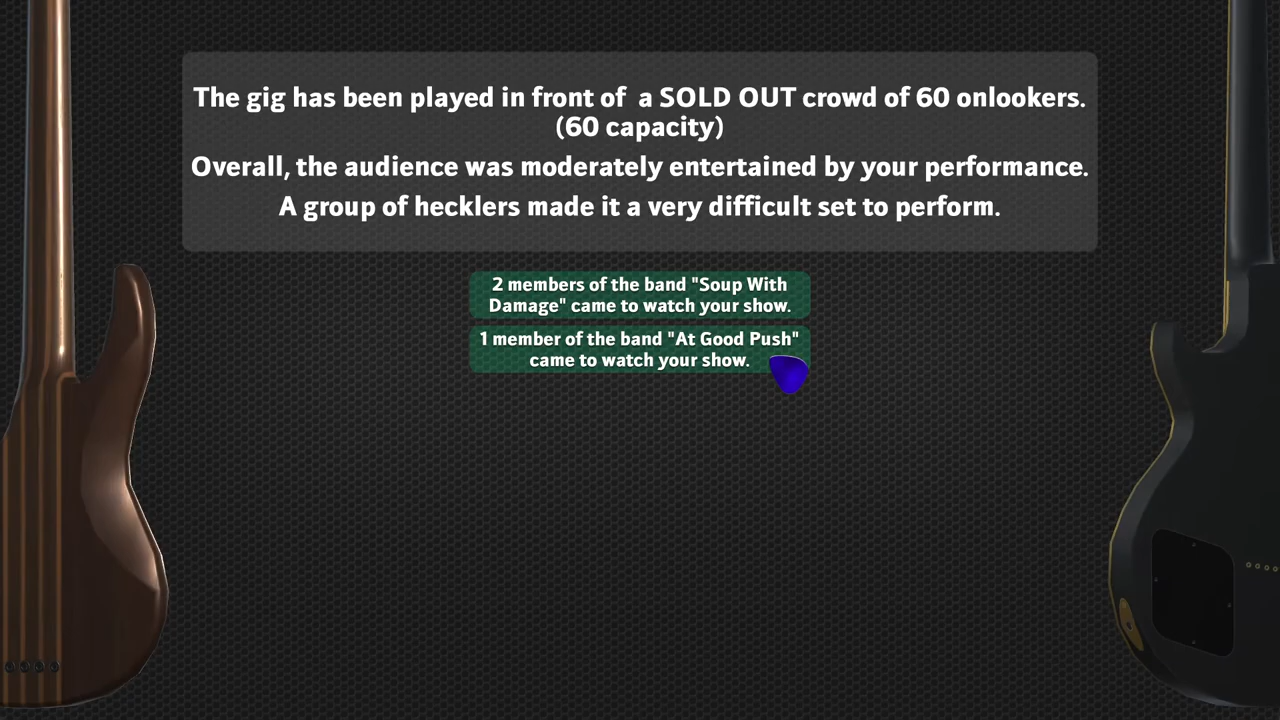 The gig has been played in front of  a SOLD OUT crowd of 60 onlookers.
(60 capacity)
Overall, the audience was moderately entertained by your performance.
A group of hecklers made it a very difficult set to perform.
2 members of the band "Soup With
Damage" came to watch your show.
1 member of the band "At Good Push"
came to watch your show.